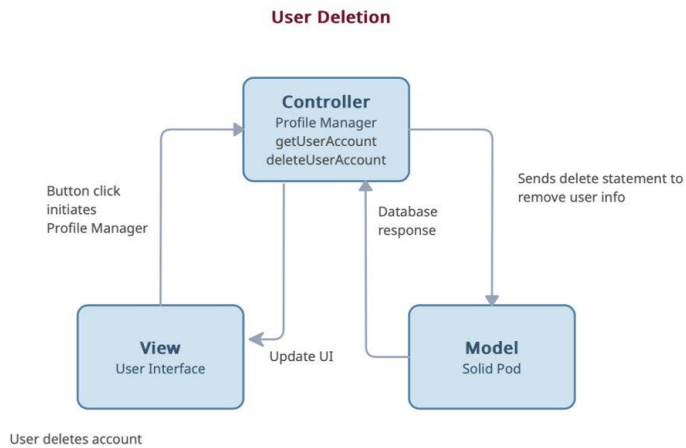 User Deletion
Controller
Profile Manager
getUserAccount
deleteUserAccount
Button click
initiates
Profile Manager
Database
response
Sends delete statement to
remove user info
View
User Interface
Update UI
Model
Solid Pod
User deletes account